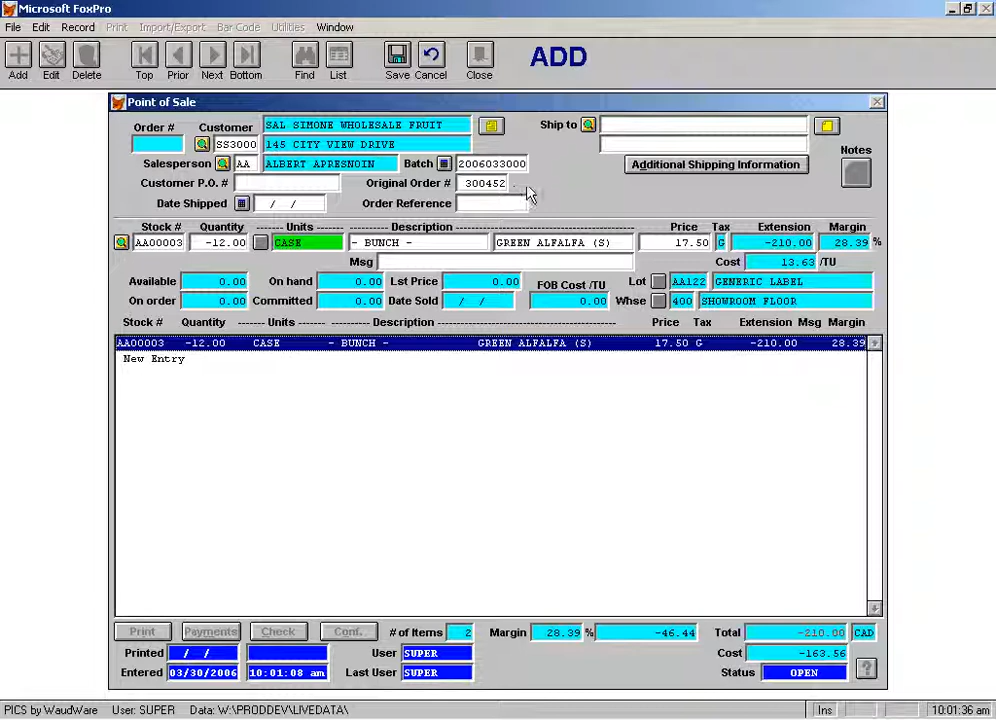 Microsoft FoxPro
File Edit Record Print Import/Export Bar Code Utilities Window
Add Edit Delete Top Prior Next Bottom Find List Save Cancel Close ADD
Point of Sale
Order # Customer SAL SIMONE WHOLESALE FRUIT Ship to
SS3000 145 CITY VIEW DRIVE
Notes
Salesperson AA ALBERT APRESNOIN Batch 2006033000 Additional Shipping Information
Customer P.O. # Original Order # 300452
Date Shipped / / Order Reference
Stock # Quantity ------- Units ------- ---------- Description ---------- Price Tax Extension Margin
AA00003 -12.00 CASE - BUNCH - GREEN ALFALFA (S) 17.50 G -210.00 28.39 %
Msg Cost 13.63 /TU
Available 0.00 On hand 0.00 Lst Price 0.00 FOB Cost /TU Lot AA122 GENERIC LABEL
On order 0.00 Committed 0.00 Date Sold / / 0.00 Whse 400 SHOWROOM FLOOR
Stock # Quantity ------- Units ------- ---------- Description ---------- Price Tax Extension Msg Margin
AA00003 -12.00 CASE - BUNCH - GREEN ALFALFA (S) 17.50 G -210.00 28.39
New Entry
Print Payments Check Conf.. # of Items 2 Margin 28.39 % -46.44 Total -210.00 CAD
Printed / / User SUPER Cost -163.56
Entered 03/30/2006 10:01:08 am Last User SUPER Status OPEN
PICS by WaudWare User: SUPER Data: W:\PRODDEV\LIVEDATA\ Ins 10:01:36 am